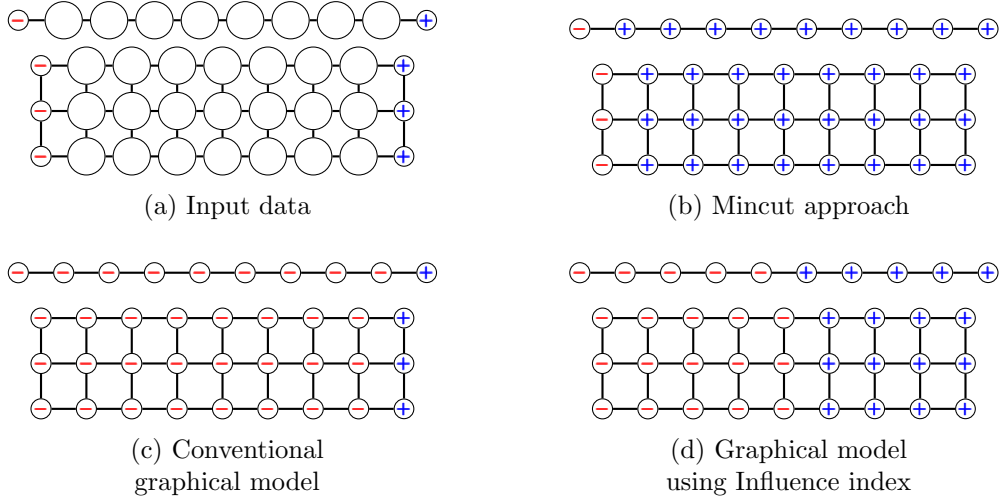 (a) Input data
(b) Mincut approach
(c) Conventional
graphical model
(d) Graphical model
using Influence index